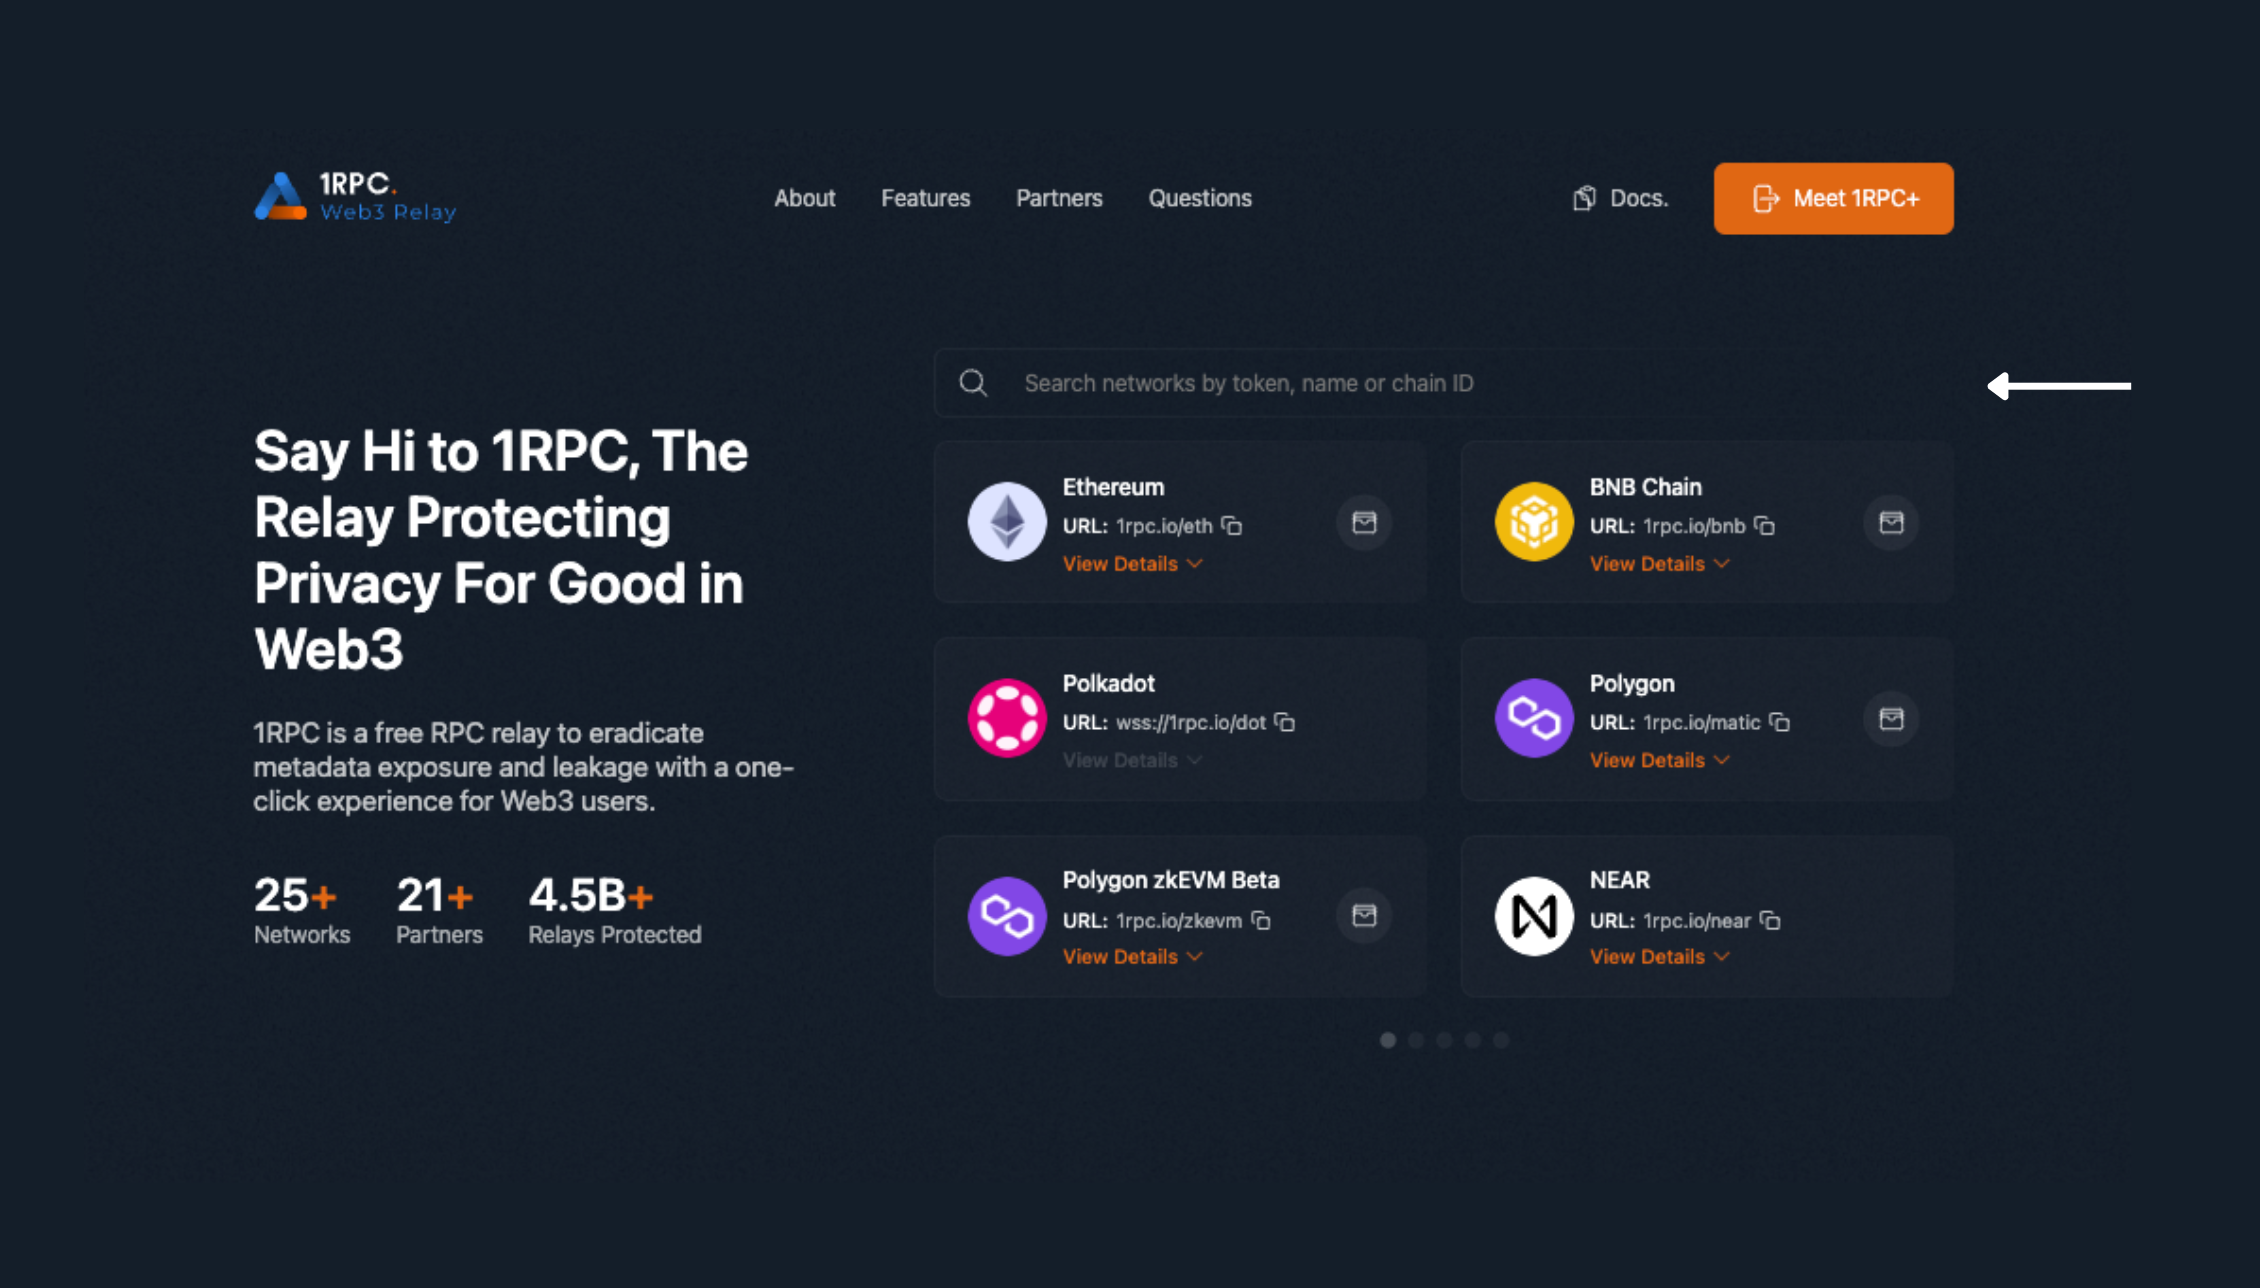 1RPC.
Web3 Relay
About
Features
Partners
Questions
Docs.
Meet 1RPC+
Search networks by token, name or chain ID
Say Hi to 1RPC, The
Relay Protecting
Privacy For Good in
Web3
1RPC is a free RPC relay to eradicate
metadata exposure and leakage with a one-
click experience for Web3 users.
25+
Networks
21+
Partners
4.5B+
Relays Protected
Ethereum
URL: 1rpc.io/eth
View Details
BNB Chain
URL: 1rpc.io/bnb
View Details
Polkadot
URL: wss://1rpc.io/dot
View Details
Polygon
URL: 1rpc.io/matic
View Details
Polygon zkEVM Beta
URL: 1rpc.io/zkevm
View Details
NEAR
URL: 1rpc.io/near
View Details